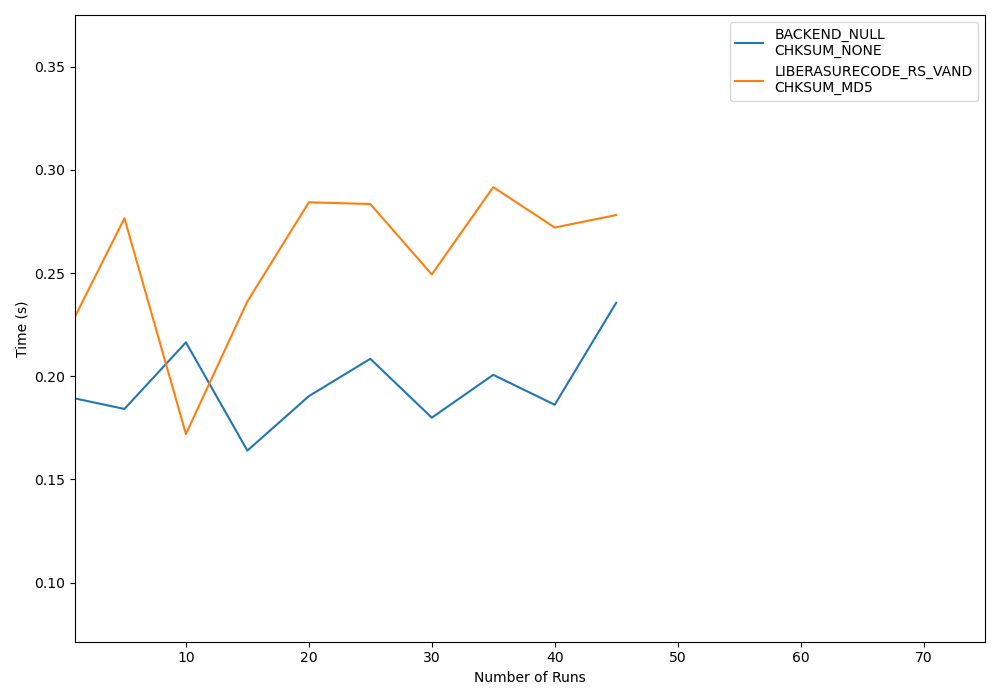 BACKEND_NULL
CHKSUM_NONE
LIBERASURECODE_RS_VAND
CHKSUM_MD5
0.35
0.30
0.25
0.20
0.15
0.10
Time (s)
10 20 30 40 50 60 70
Number of Runs